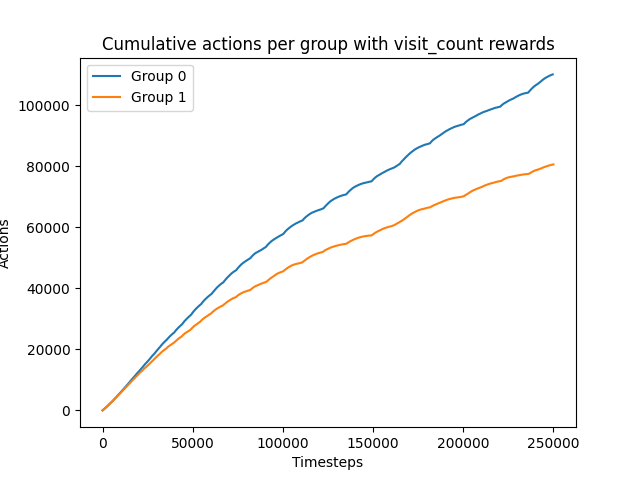 Cumulative actions per group with visit_count rewards
Group 0
Group 1
100000
80000
60000
40000
20000
0
Actions
0 50000 100000 150000 200000 250000
Timesteps